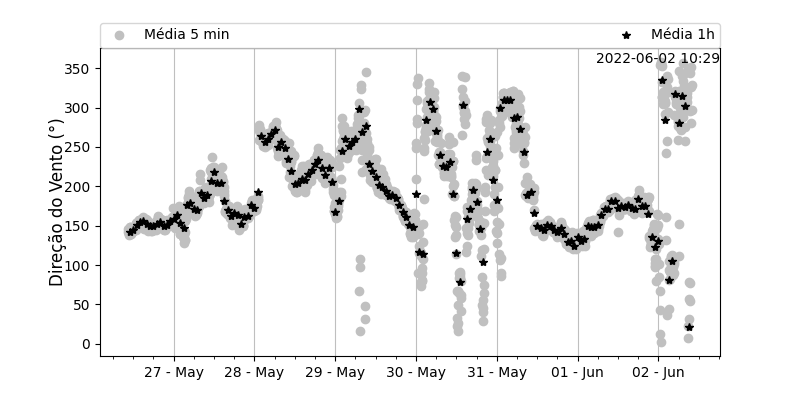 Média 5 min
Média 1h
2022-06-02 10:29
Direção do Vento (°)
350
300
250
200
150
100
50
0
27 - May
28 - May
29 - May
30 - May
31 - May
01 - Jun
02 - Jun